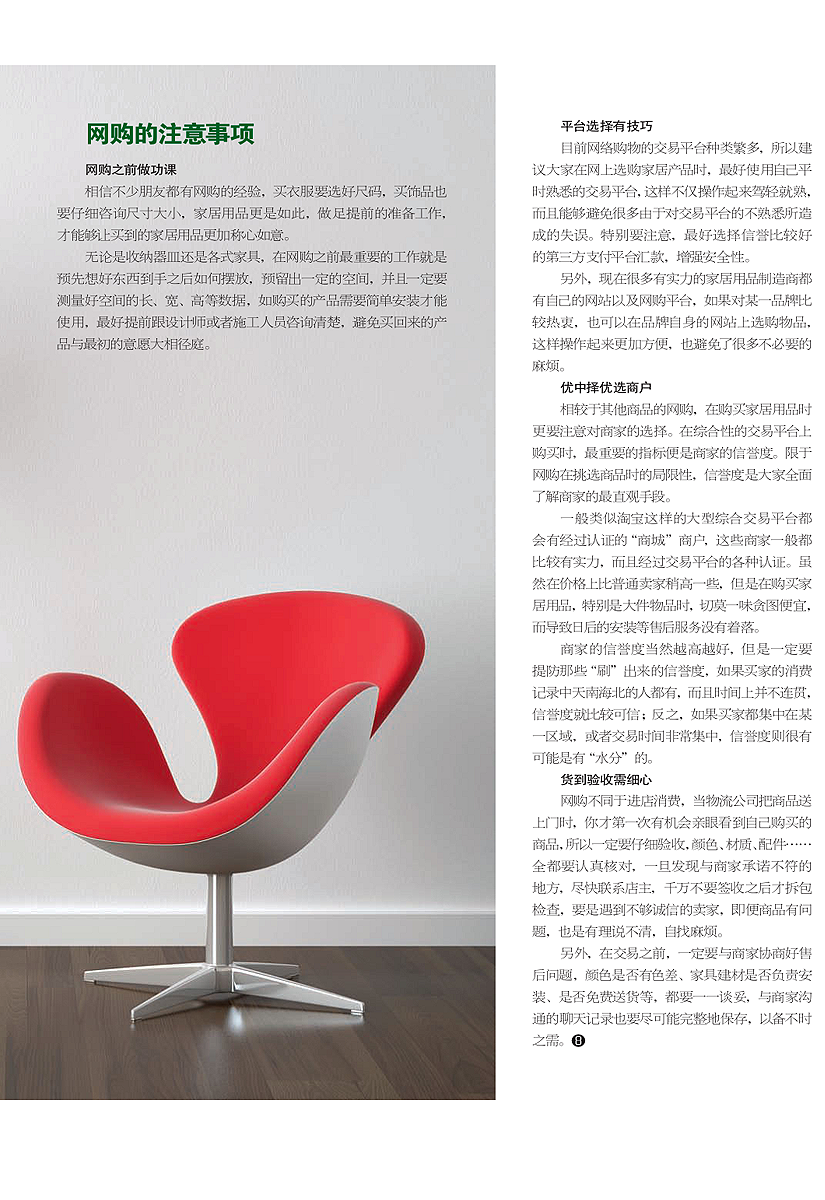 网购的注意事项
网购之前做功课
相信不少朋友都有网购的经验，买衣服要选好尺码，买饰品也
要仔细咨询尺寸大小，家居用品更是如此，做足提前的准备工作，
才能够让买到的家居用品更加称心如意。
无论是收纳器皿还是各式家具，在网购之前最重要的工作就是
预先想好东西到手之后如何摆放，预留出一定的空间，并且一定要
测量好空间的长、宽、高等数据，如购买的产品需要简单安装才能
使用，最好提前跟设计师或者施工人员咨询清楚，避免买回来的产
品与最初的意愿大相径庭。
平台选择有技巧
目前网络购物的交易平台种类繁多，所以建
议大家在网上选购家居产品时，最好使用自己平
时熟悉的交易平台，这样不仅操作起来驾轻就熟，
而且能够避免很多由于对交易平台的不熟悉所造
成的失误。特别要注意，最好选择信誉比较好
的第三方支付平台汇款，增强安全性。
另外，现在很多有实力的家居用品制造商都
有自己的网站以及网购平台，如果对某一品牌比
较热衷，也可以在品牌自身的网站上选购物品，
这样操作起来更加方便，也避免了很多不必要的
麻烦。
优中择优选商户
相较于其他商品的网购，在购买家居用品时
更要注意对商家的选择。在综合性的交易平台上
购买时，最重要的指标便是商家的信誉度。限于
网购在挑选商品时的局限性，信誉度是大家全面
了解商家的最直观手段。
一般类似淘宝这样的大型综合交易平台都
会有经过认证的“商城”商户，这些商家一般都
比较有实力，而且经过交易平台的各种认证。虽
然在价格上比普通卖家稍高一些，但是在购买家
居用品，特别是大件物品时，切莫一味贪图便宜，
而导致日后的安装等售后服务没有着落。
商家的信誉度当然越高越好，但是一定要
提防那些“刷”出来的信誉度，如果买家的消费
记录中天南海北的人都有，而且时间上并不连贯，
信誉度就比较可信；反之，如果买家都集中在某
一区域，或者交易时间非常集中，信誉度则很有
可能是有“水分”的。
货到验收需细心
网购不同于进店消费，当物流公司把商品送
上门时，你才第一次有机会亲眼看到自己购买的
商品，所以一定要仔细验收，颜色、材质、配件……
全都要认真核对，一旦发现与商家承诺不符的
地方，尽快联系店主，千万不要签收之后才拆包
检查，要是遇到不够诚信的卖家，即便商品有问
题，也是有理说不清，自找麻烦。
另外，在交易之前，一定要与商家协商好售
后问题，颜色是否有色差、家具建材是否负责安
装、是否免费送货等，都要一一谈妥，与商家沟
通的聊天记录也要尽可能完整地保存，以备不时
之需。